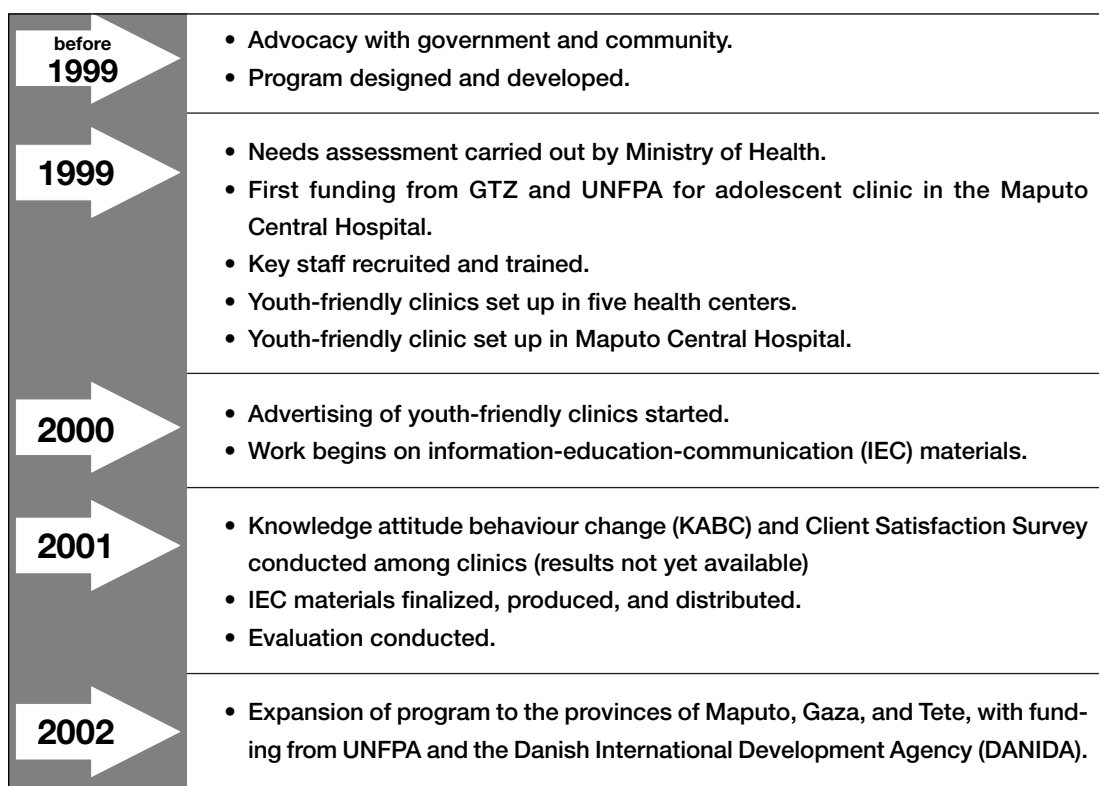 before
1999
• Advocacy with government and community.
• Program designed and developed.
1999
• Needs assessment carried out by Ministry of Health.
• First funding from GTZ and UNFPA for adolescent clinic in the Maputo
Central Hospital.
• Key staff recruited and trained.
• Youth-friendly clinics set up in five health centers.
• Youth-friendly clinic set up in Maputo Central Hospital.
2000
• Advertising of youth-friendly clinics started.
• Work begins on information-education-communication (IEC) materials.
2001
• Knowledge attitude behaviour change (KABC) and Client Satisfaction Survey
conducted among clinics (results not yet available)
• IEC materials finalized, produced, and distributed.
• Evaluation conducted.
2002
• Expansion of program to the provinces of Maputo, Gaza, and Tete, with fund-
ing from UNFPA and the Danish International Development Agency (DANIDA).